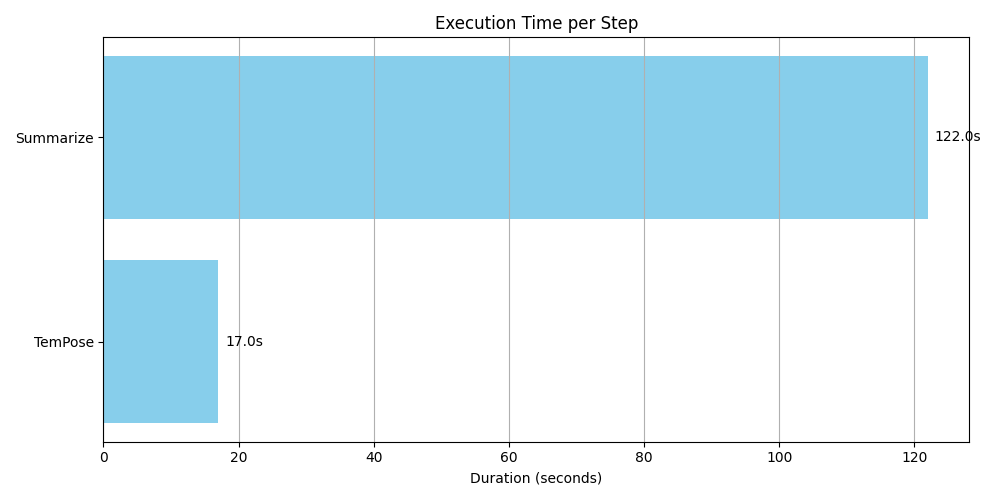 Execution Time per Step
Summarize
122.0s
TemPose
17.0s
0 20 40 60 80 100 120
Duration (seconds)